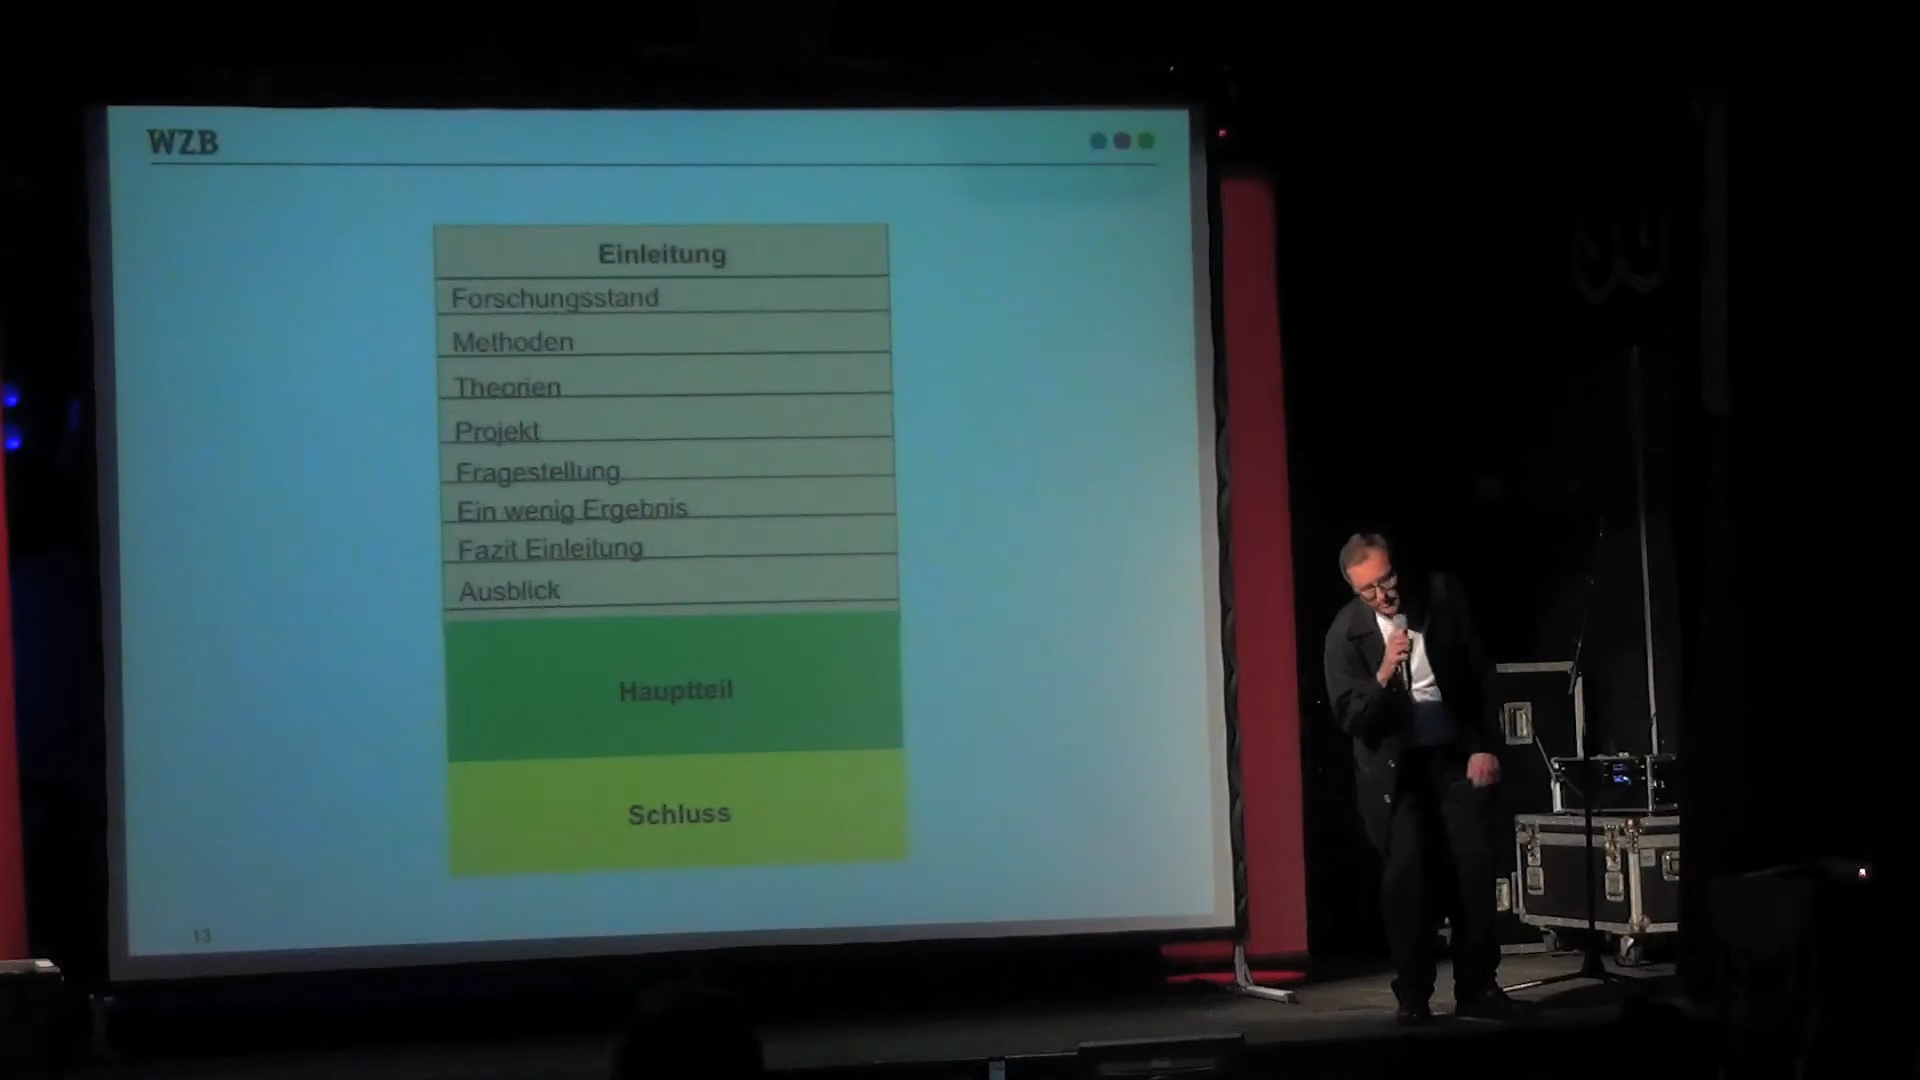 WZB
Einleitung
Forschungsstand
Methoden
Theorien
Projekt
Fragestellung
Ein wenig Ergebnis
Fazit Einleitung
Ausblick
Hauptteil
Schluss
13